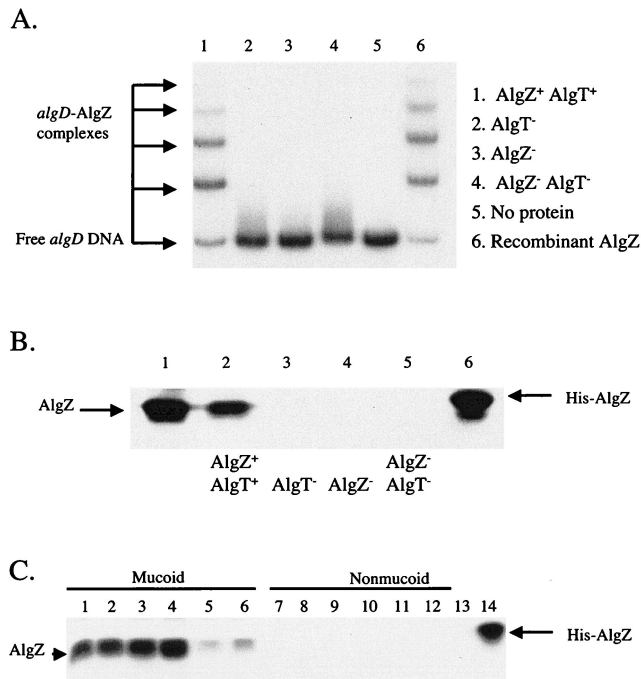 A.
1 2 3 4 5 6
algD-AlgZ
complexes
Free algD DNA
1. AlgZ⁺ AlgT⁺
2. AlgT⁻
3. AlgZ⁻
4. AlgZ⁻ AlgT⁻
5. No protein
6. Recombinant AlgZ
B.
1 2 3 4 5 6
AlgZ
His-AlgZ
AlgZ⁺ AlgZ⁻
AlgT⁺ AlgT⁻ AlgZ⁻ AlgT⁻
C.
Mucoid Nonmucoid
1 2 3 4 5 6 7 8 9 10 11 12 13 14
AlgZ
His-AlgZ